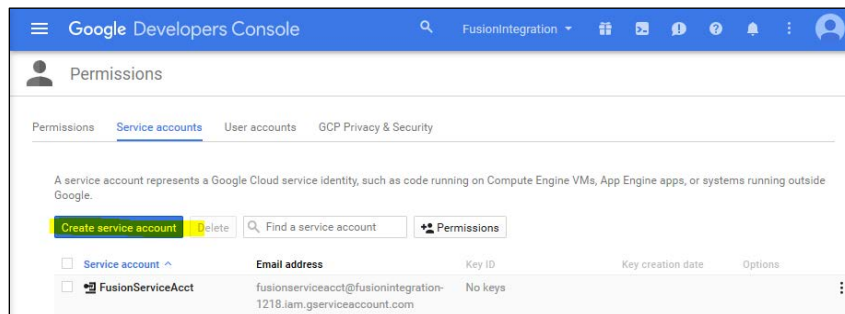 Google Developers Console FusionIntegration
Permissions
Permissions Service accounts User accounts GCP Privacy & Security
A service account represents a Google Cloud service identity, such as code running on Compute Engine VMs, App Engine apps, or systems running outside
Google.
Create service account Delete Find a service account Permissions
Service account Email address Key ID Key creation date Options
FusionServiceAcct fusionserviceacct@fusionintegration- No keys
1218.iam.gserviceaccount.com